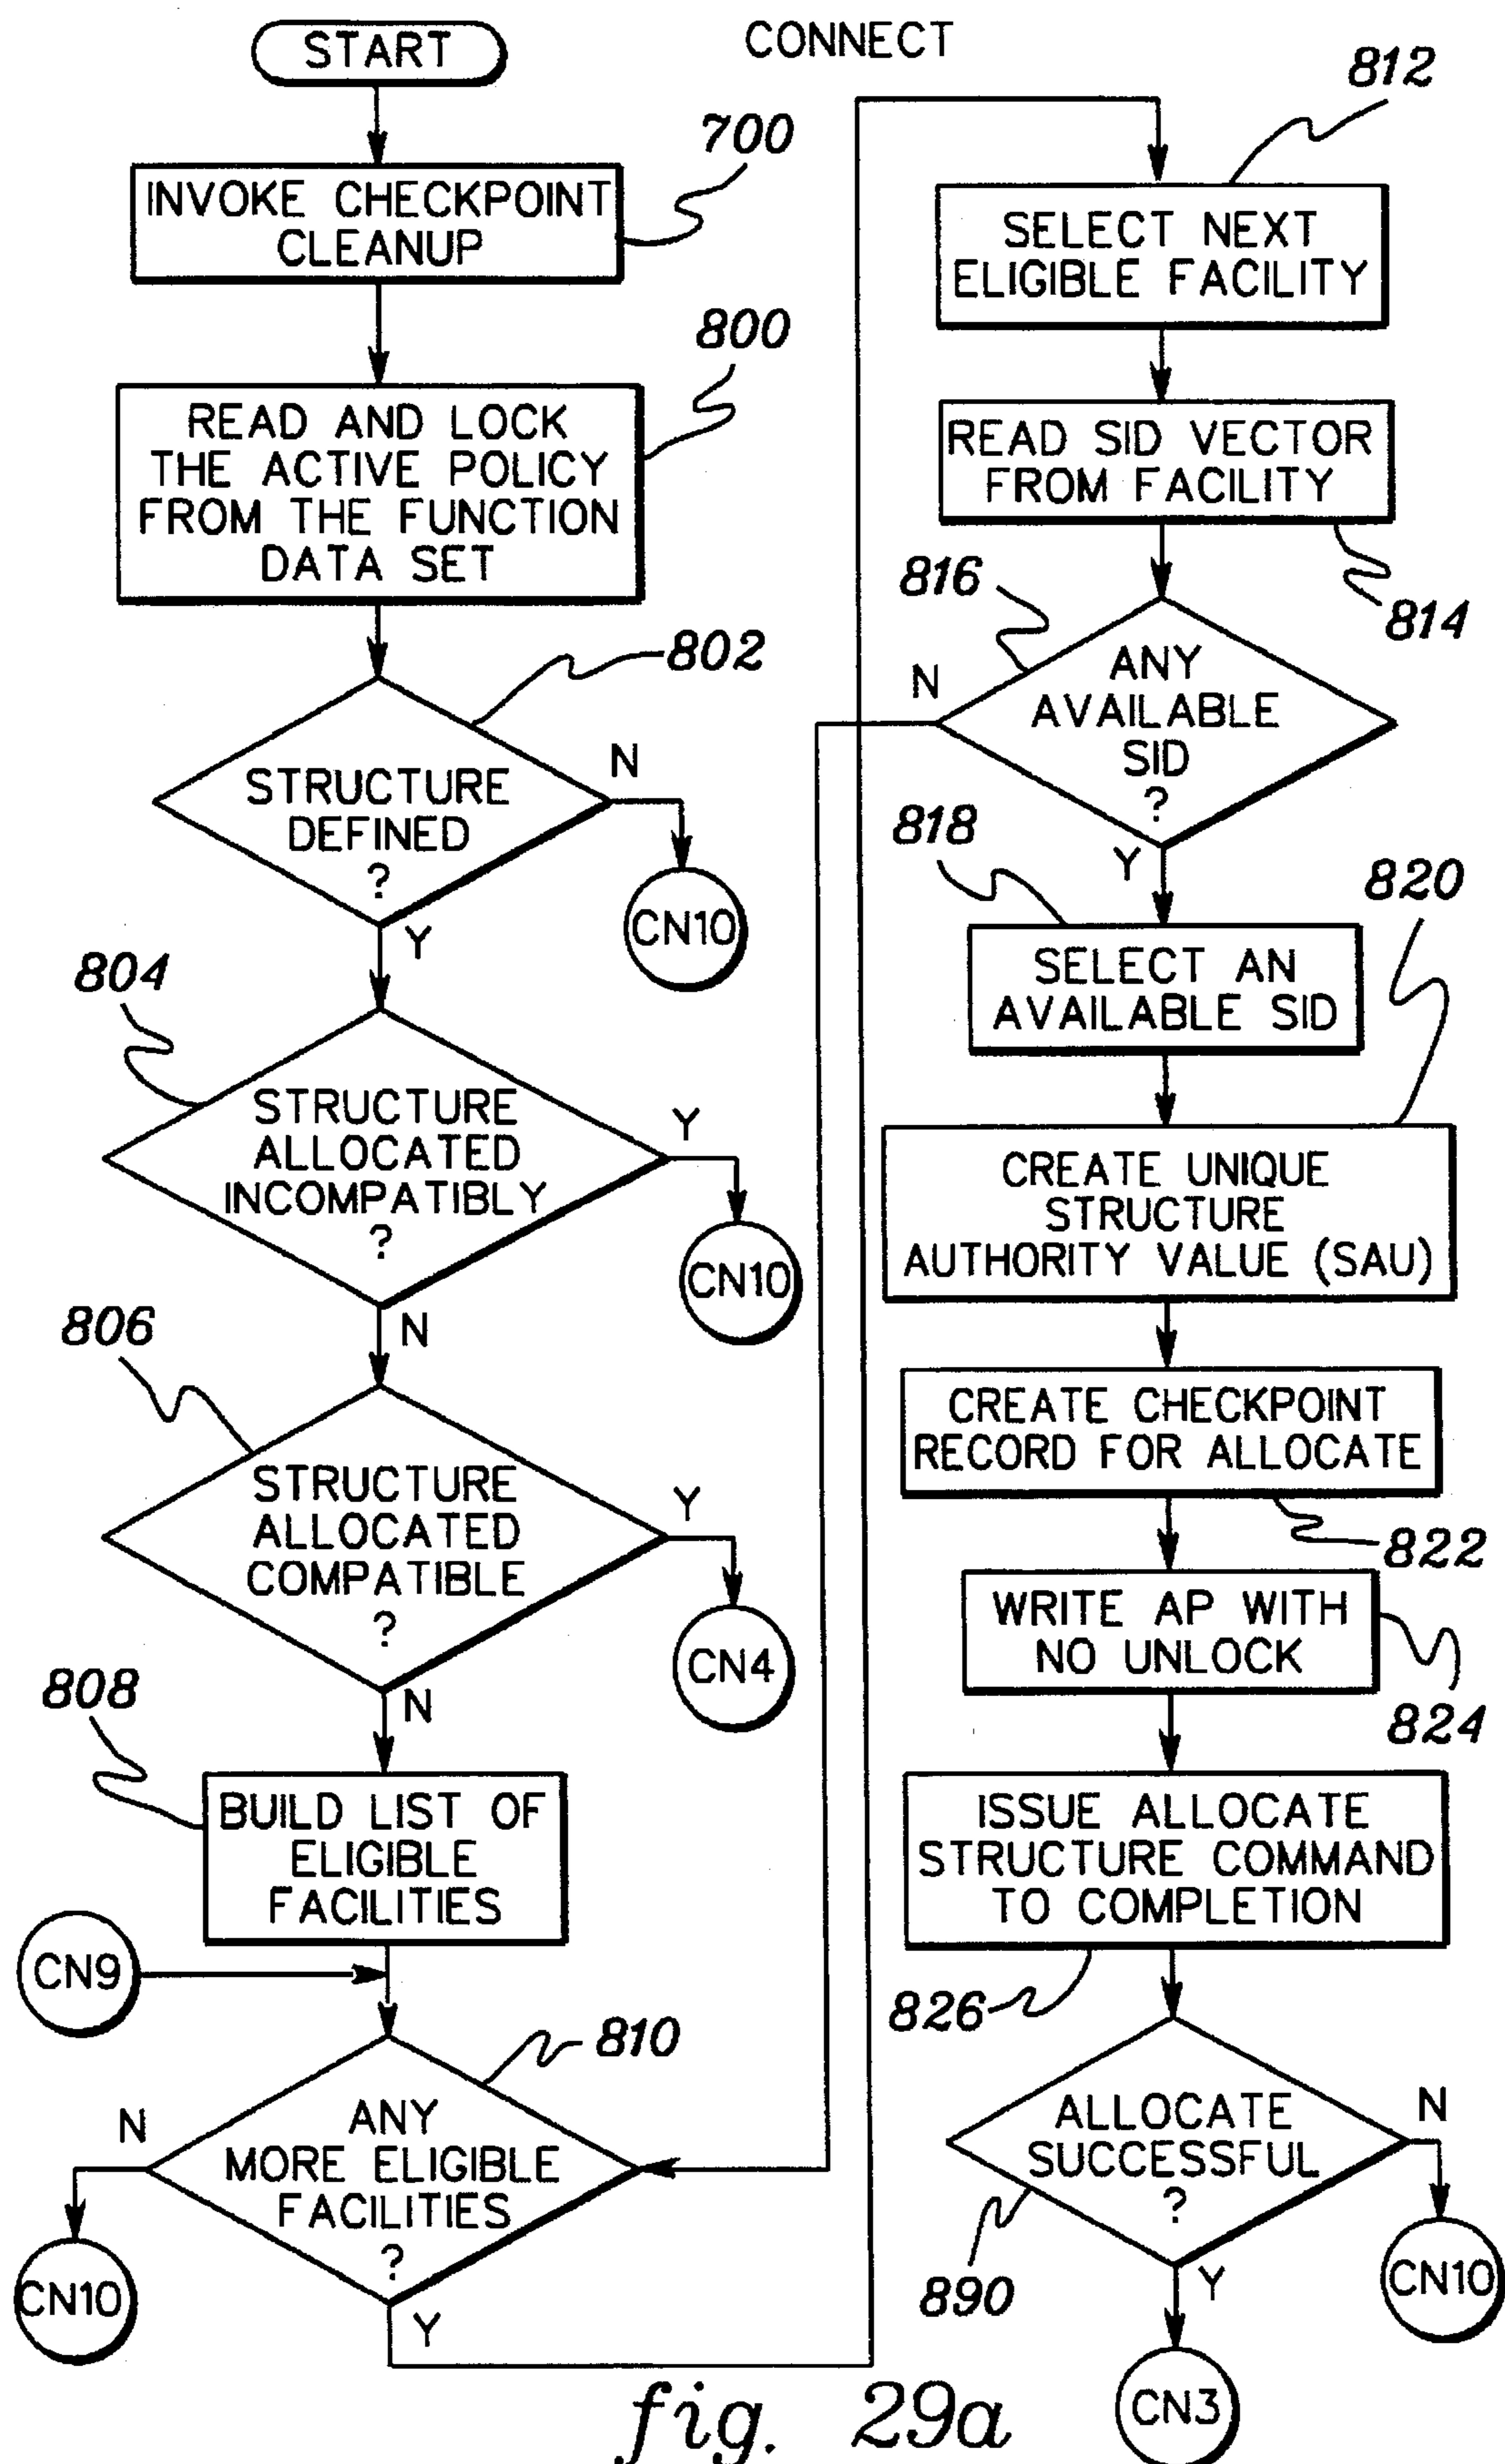 START
CONNECT
INVOKE CHECKPOINT
CLEANUP
700
READ AND LOCK
THE ACTIVE POLICY
FROM THE FUNCTION
DATA SET
800
STRUCTURE
DEFINED
?
802
N
CN10
Y
STRUCTURE
ALLOCATED
INCOMPATIBLY
?
804
Y
CN10
N
STRUCTURE
ALLOCATED
COMPATIBLE
?
806
Y
CN4
N
BUILD LIST OF
ELIGIBLE
FACILITIES
808
CN9
ANY
MORE ELIGIBLE
FACILITIES
?
810
N
CN10
Y
SELECT NEXT
ELIGIBLE FACILITY
812
READ SID VECTOR
FROM FACILITY
814
ANY
AVAILABLE
SID
?
816
N
Y
SELECT AN
AVAILABLE SID
818
CREATE UNIQUE
STRUCTURE
AUTHORITY VALUE (SAU)
820
CREATE CHECKPOINT
RECORD FOR ALLOCATE
822
WRITE AP WITH
NO UNLOCK
824
ISSUE ALLOCATE
STRUCTURE COMMAND
TO COMPLETION
826
ALLOCATE
SUCCESSFUL
?
890
N
CN10
Y
CN3
fig. 29a